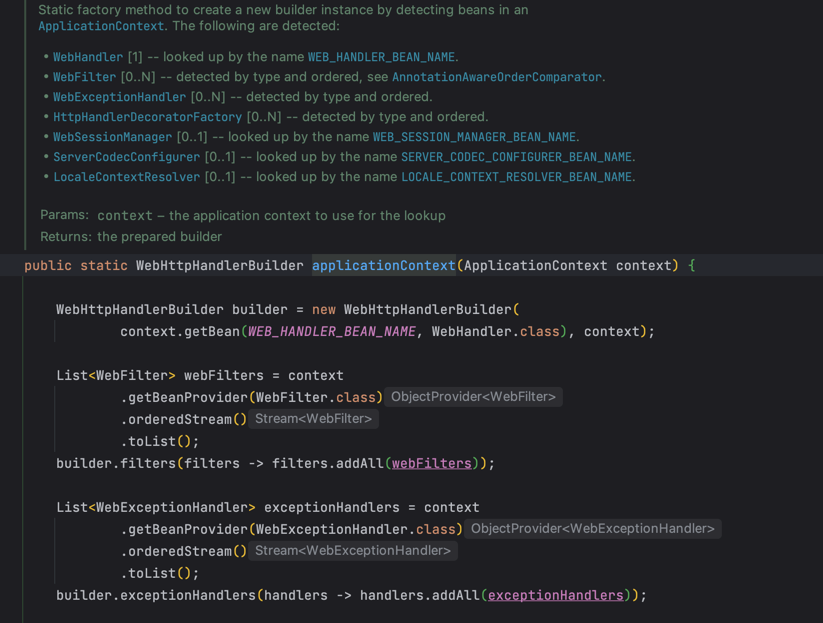 Static factory method to create a new builder instance by detecting beans in an
ApplicationContext. The following are detected:
• WebHandler [1] -- looked up by the name WEB_HANDLER_BEAN_NAME.
• WebFilter [0..N] -- detected by type and ordered, see AnnotationAwareOrderComparator.
• WebExceptionHandler [0..N] -- detected by type and ordered.
• HttpHandlerDecoratorFactory [0..N] -- detected by type and ordered.
• WebSessionManager [0..1] -- looked up by the name WEB_SESSION_MANAGER_BEAN_NAME.
• ServerCodecConfigurer [0..1] -- looked up by the name SERVER_CODEC_CONFIGURER_BEAN_NAME.
• LocaleContextResolver [0..1] -- looked up by the name LOCALE_CONTEXT_RESOLVER_BEAN_NAME.
Params: context – the application context to use for the lookup
Returns: the prepared builder
public static WebHttpHandlerBuilder applicationContext(ApplicationContext context) {
WebHttpHandlerBuilder builder = new WebHttpHandlerBuilder(
context.getBean(WEB_HANDLER_BEAN_NAME, WebHandler.class), context);
List<WebFilter> webFilters = context
.getBeanProvider(WebFilter.class) ObjectProvider<WebFilter>
.orderedStream() Stream<WebFilter>
.toList();
builder.filters(filters -> filters.addAll(webFilters));
List<WebExceptionHandler> exceptionHandlers = context
.getBeanProvider(WebExceptionHandler.class) ObjectProvider<WebExceptionHandler>
.orderedStream() Stream<WebExceptionHandler>
.toList();
builder.exceptionHandlers(handlers -> handlers.addAll(exceptionHandlers));